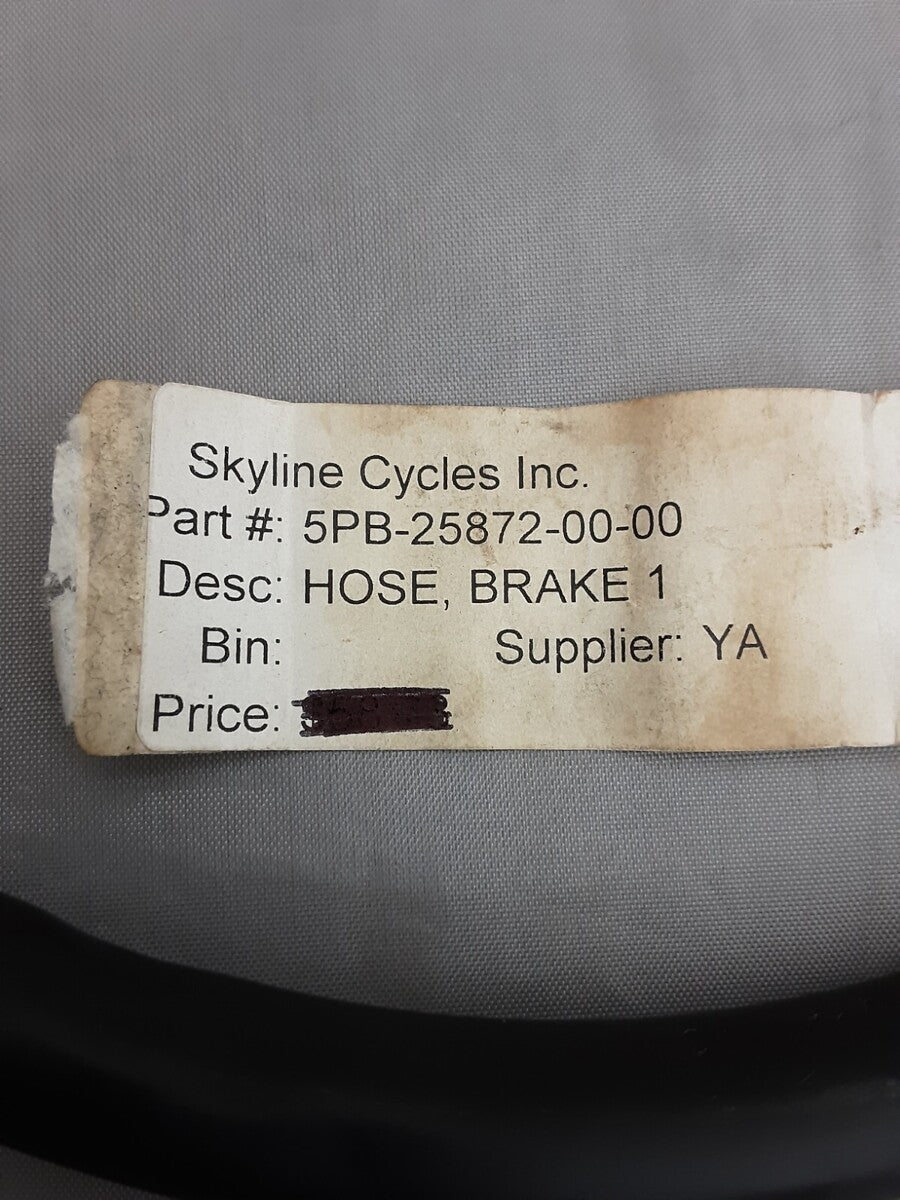 Skyline Cycles Inc.
Part #: 5PB-25872-00-00
Desc: HOSE, BRAKE 1
Bin: Supplier: YA
Price: